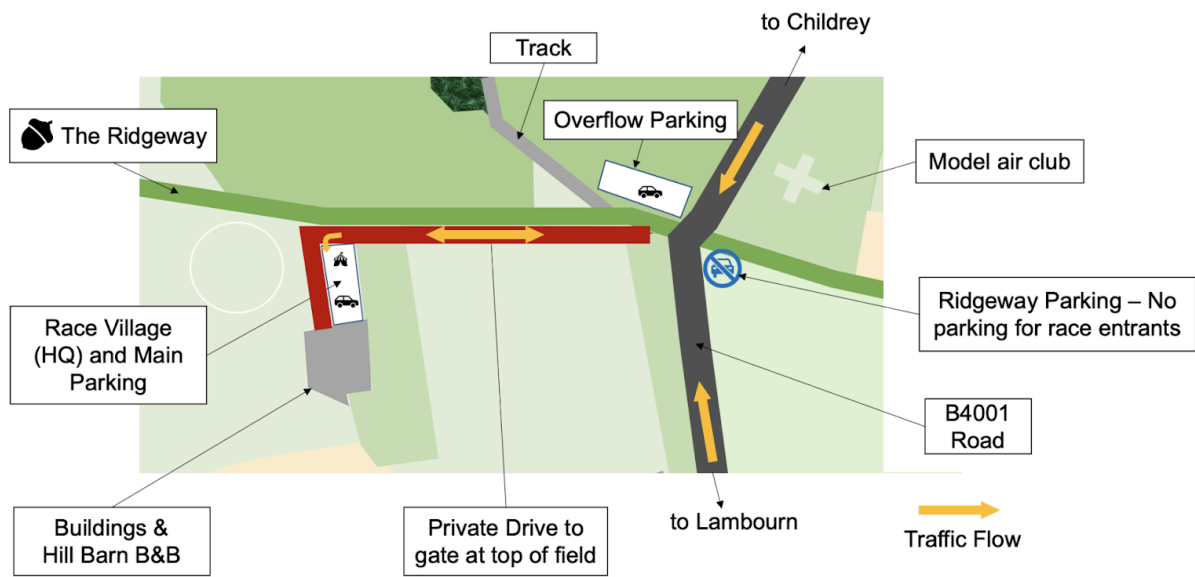 to Childrey
Track
Overflow Parking
The Ridgeway
Model air club
Ridgeway Parking – No
parking for race entrants
Race Village
(HQ) and Main
Parking
B4001
Road
Buildings &
Hill Barn B&B
Private Drive to
gate at top of field
to Lambourn
Traffic Flow